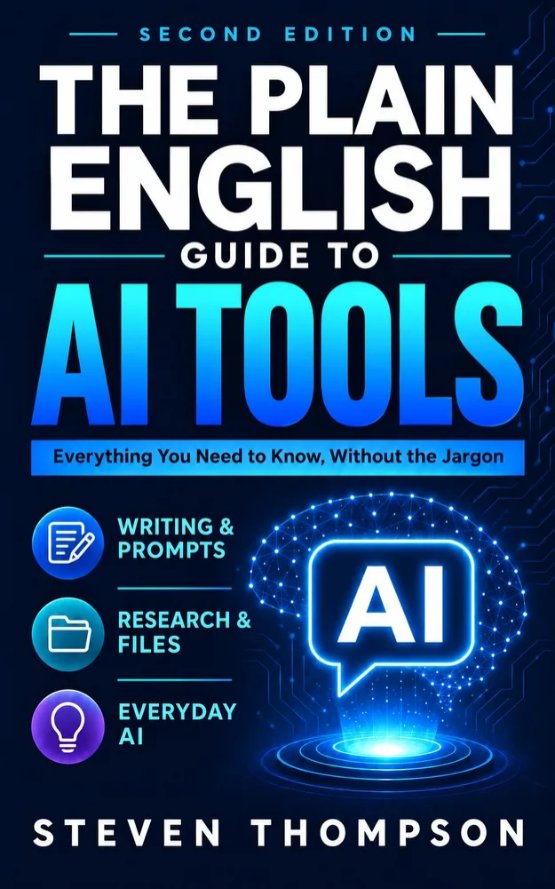 SECOND EDITION
THE PLAIN
ENGLISH
GUIDE TO
AI TOOLS
Everything You Need to Know, Without the Jargon
WRITING &
PROMPTS
RESEARCH &
FILES
EVERYDAY
AI
AI
STEVEN THOMPSON